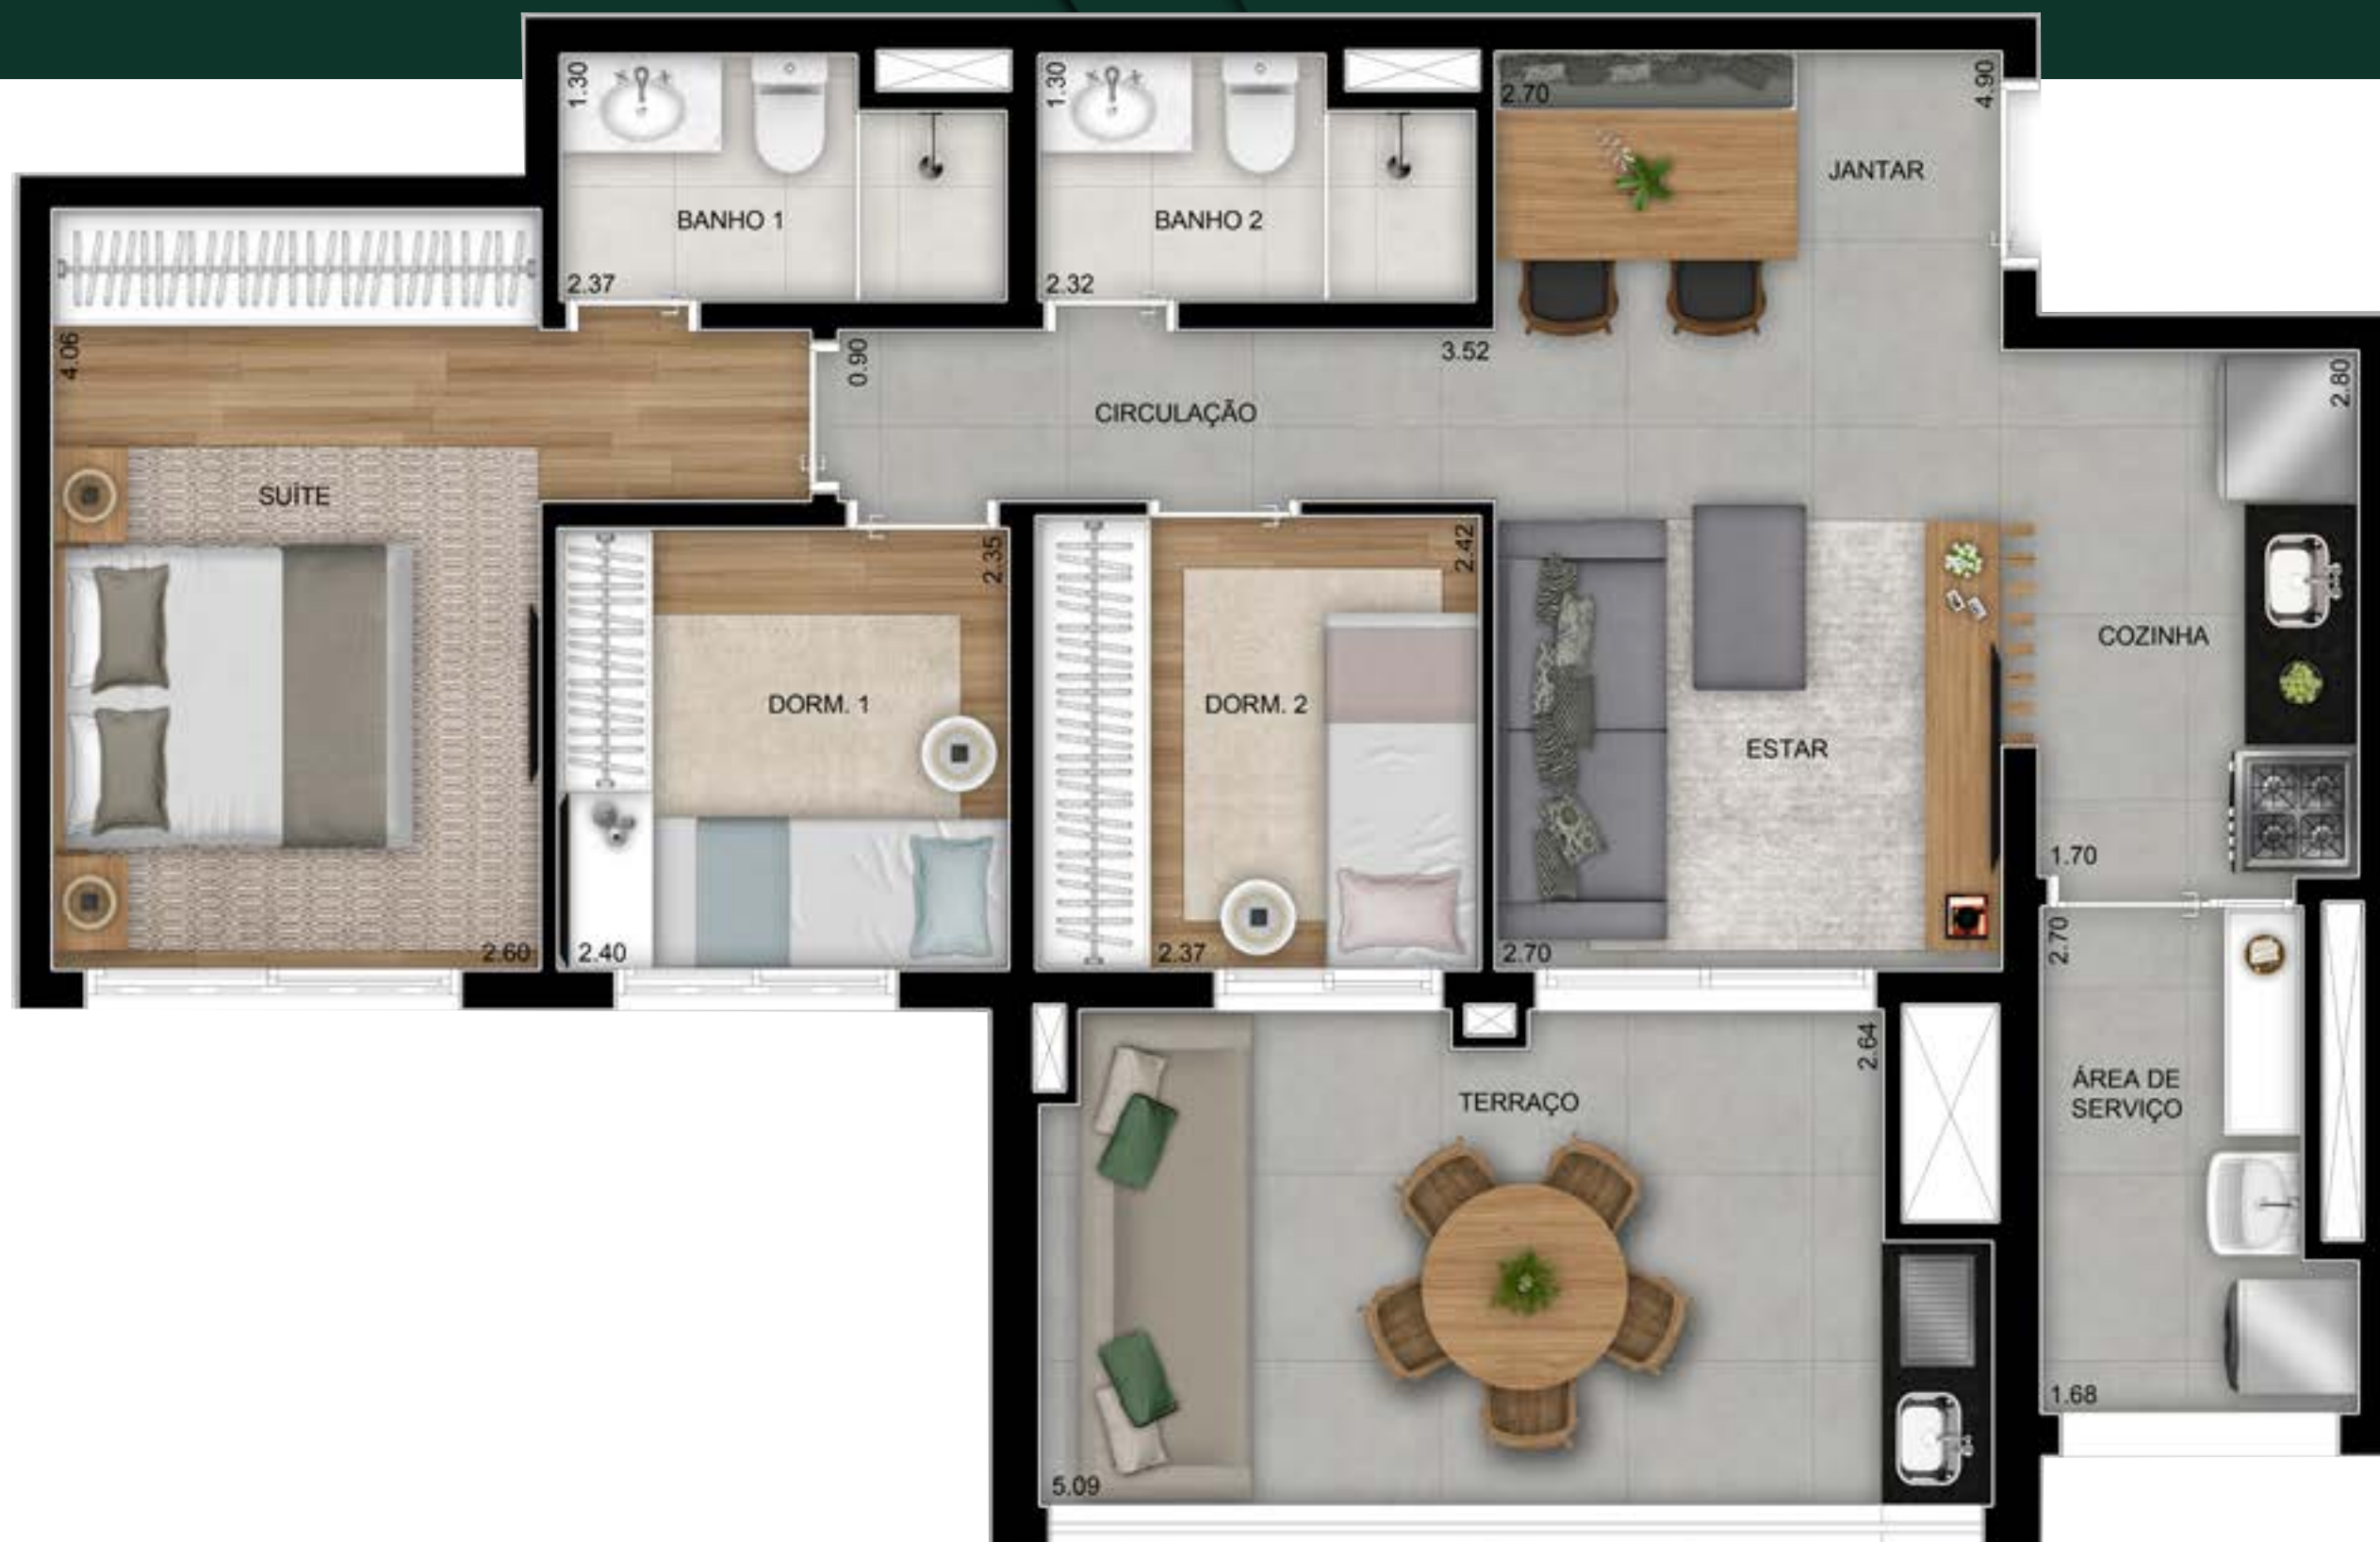 1.30
BANHO 1
2.37
1.30
BANHO 2
2.32
2.70
4.90
JANTAR
4.06
SUÍTE
2.60
0.90
3.52
CIRCULAÇÃO
2.80
COZINHA
1.70
2.35
DORM. 1
2.40
2.42
DORM. 2
2.37
ESTAR
2.70
2.64
TERRAÇO
5.09
2.70
ÁREA DE
SERVIÇO
1.68